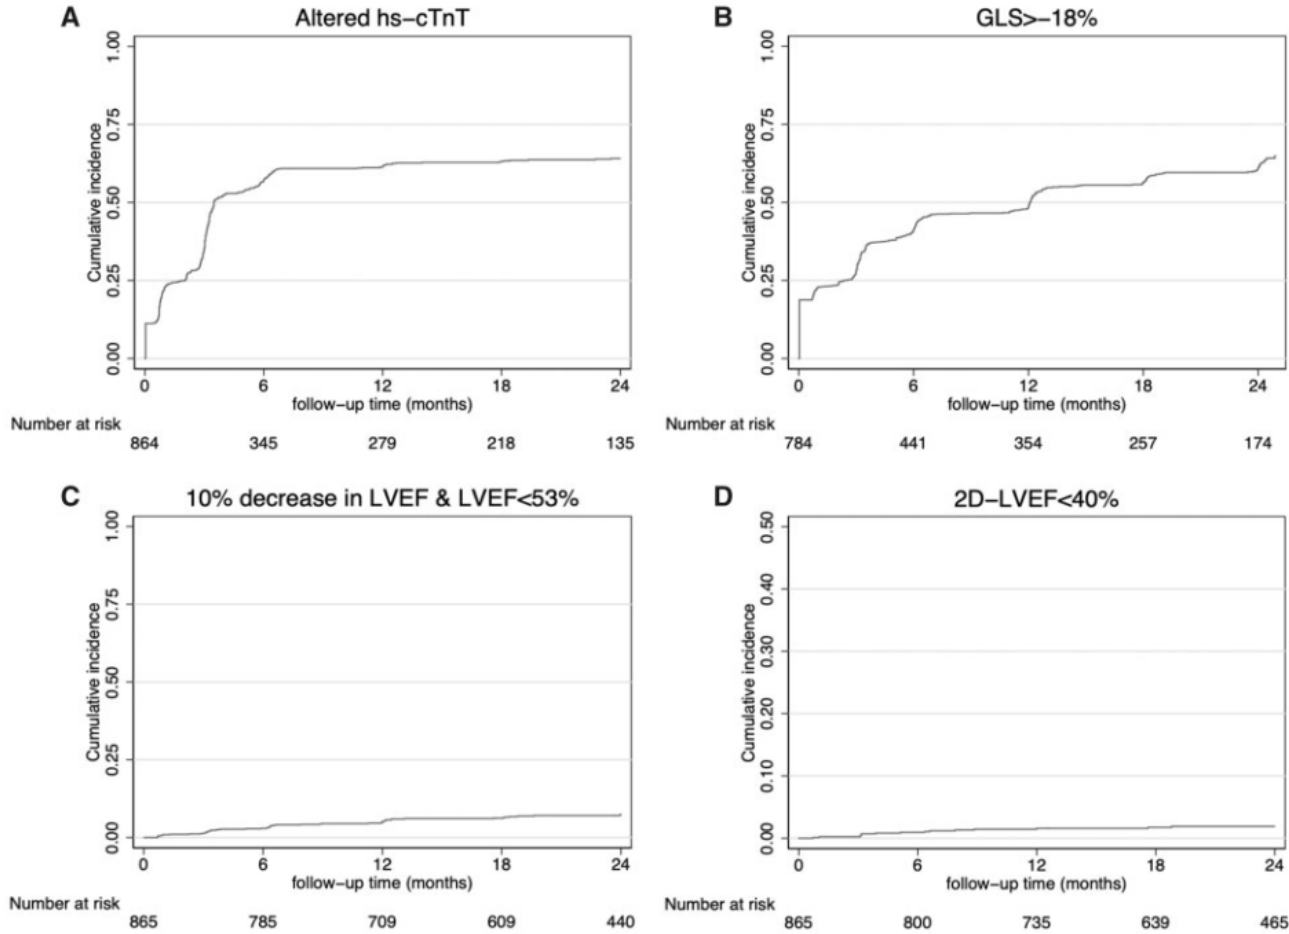 A Altered hs-cTnT
Cumulative incidence
1.00
0.75
0.50
0.25
0.00
0 6 12 18 24
follow-up time (months)
Number at risk
864 345 279 218 135
B GLS>-18%
Cumulative incidence
1.00
0.75
0.50
0.25
0.00
0 6 12 18 24
follow-up time (months)
Number at risk
784 441 354 257 174
C 10% decrease in LVEF & LVEF<53%
Cumulative incidence
1.00
0.75
0.50
0.25
0.00
0 6 12 18 24
follow-up time (months)
Number at risk
865 785 709 609 440
D 2D-LVEF<40%
Cumulative incidence
0.50
0.40
0.30
0.20
0.10
0.00
0 6 12 18 24
follow-up time (months)
Number at risk
865 800 735 639 465